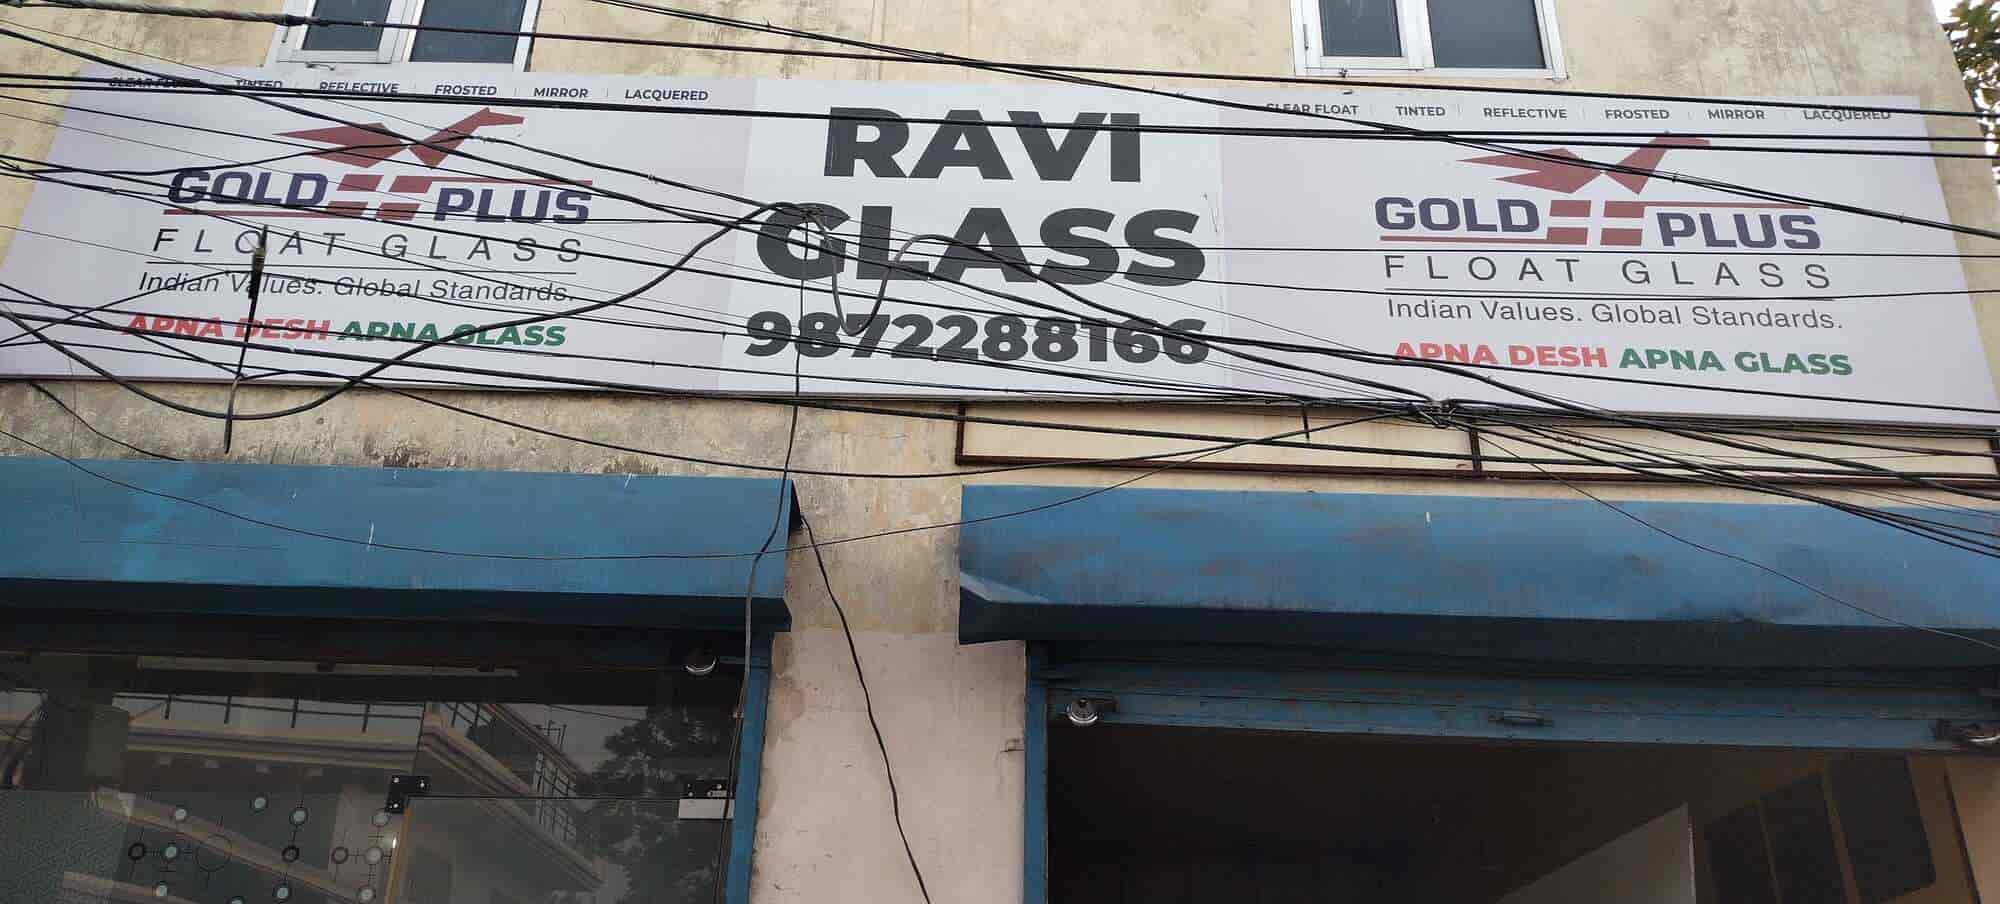 CLEAR FLOAT TINTED REFLECTIVE FROSTED MIRROR LACQUERED
GOLD PLUS
FLOAT GLASS
Indian Values. Global Standards.
APNA DESH APNA GLASS
RAVI
GLASS
9872288166
CLEAR FLOAT TINTED REFLECTIVE FROSTED MIRROR LACQUERED
GOLD PLUS
FLOAT GLASS
Indian Values. Global Standards.
APNA DESH APNA GLASS